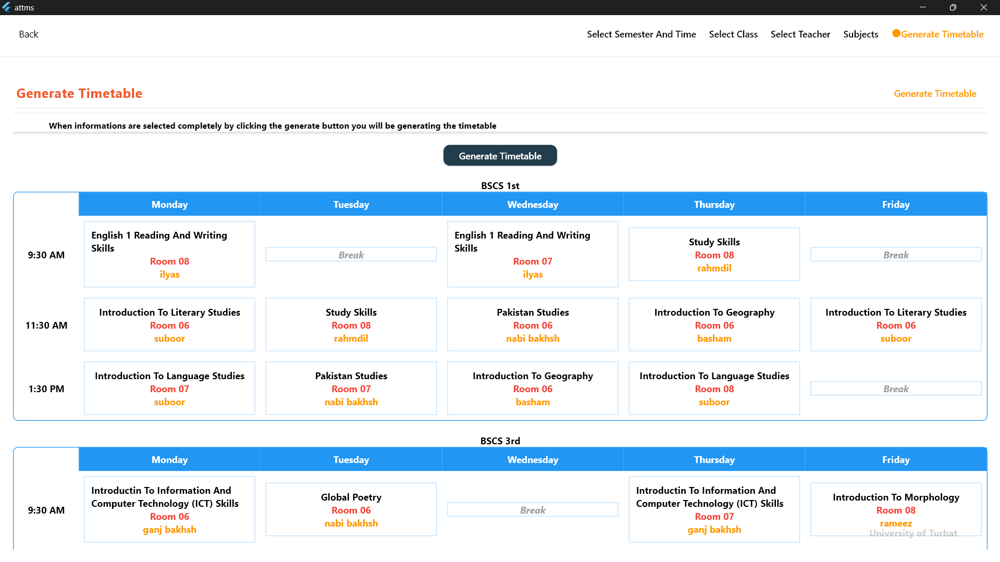 attms
Back
Select Semester And Time
Select Class
Select Teacher
Subjects
Generate Timetable
Generate Timetable
Generate Timetable
When informations are selected completely by clicking the generate button you will be generating the timetable
Generate Timetable
BSCS 1st
Monday
Tuesday
Wednesday
Thursday
Friday
9:30 AM
English 1 Reading And Writing
Skills
Room 08
ilyas
Break
English 1 Reading And Writing
Skills
Room 07
ilyas
Study Skills
Room 08
rahmdil
Break
11:30 AM
Introduction To Literary Studies
Room 06
suboor
Study Skills
Room 08
rahmdil
Pakistan Studies
Room 06
nabi bakhsh
Introduction To Geography
Room 06
basham
Introduction To Literary Studies
Room 06
suboor
1:30 PM
Introduction To Language Studies
Room 07
suboor
Pakistan Studies
Room 07
nabi bakhsh
Introduction To Geography
Room 06
basham
Introduction To Language Studies
Room 08
suboor
Break
BSCS 3rd
Monday
Tuesday
Wednesday
Thursday
Friday
9:30 AM
Introductin To Information And
Computer Technology (ICT) Skills
Room 06
ganj bakhsh
Global Poetry
Room 06
nabi bakhsh
Break
Introductin To Information And
Computer Technology (ICT) Skills
Room 07
ganj bakhsh
Introduction To Morphology
Room 08
rameez
University of Turbat